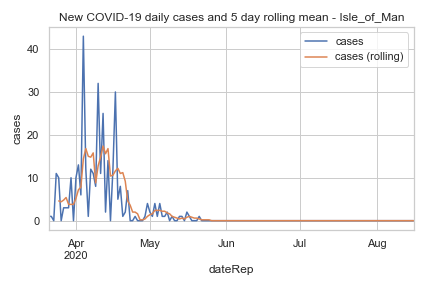 New COVID-19 daily cases and 5 day rolling mean - Isle_of_Man
cases
cases (rolling)
cases
40
30
20
10
0
Apr
2020
May
Jun
Jul
Aug
dateRep